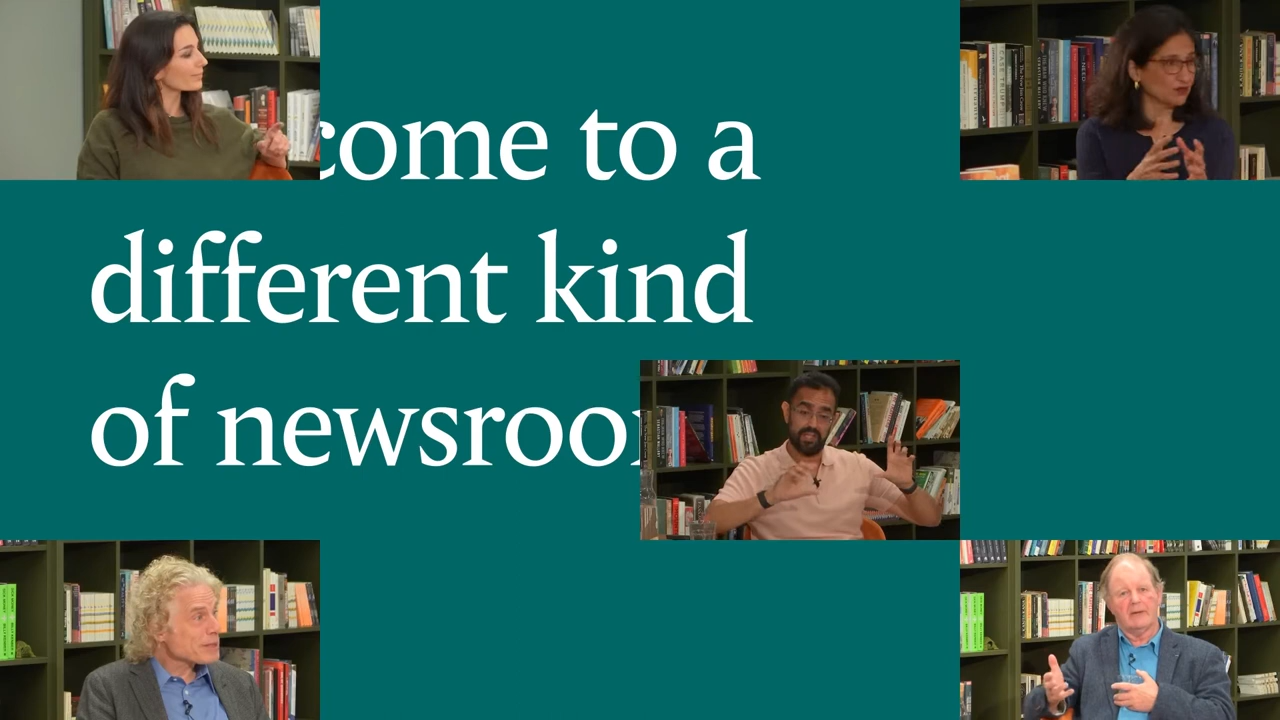 come to a
different kind
of newsroo